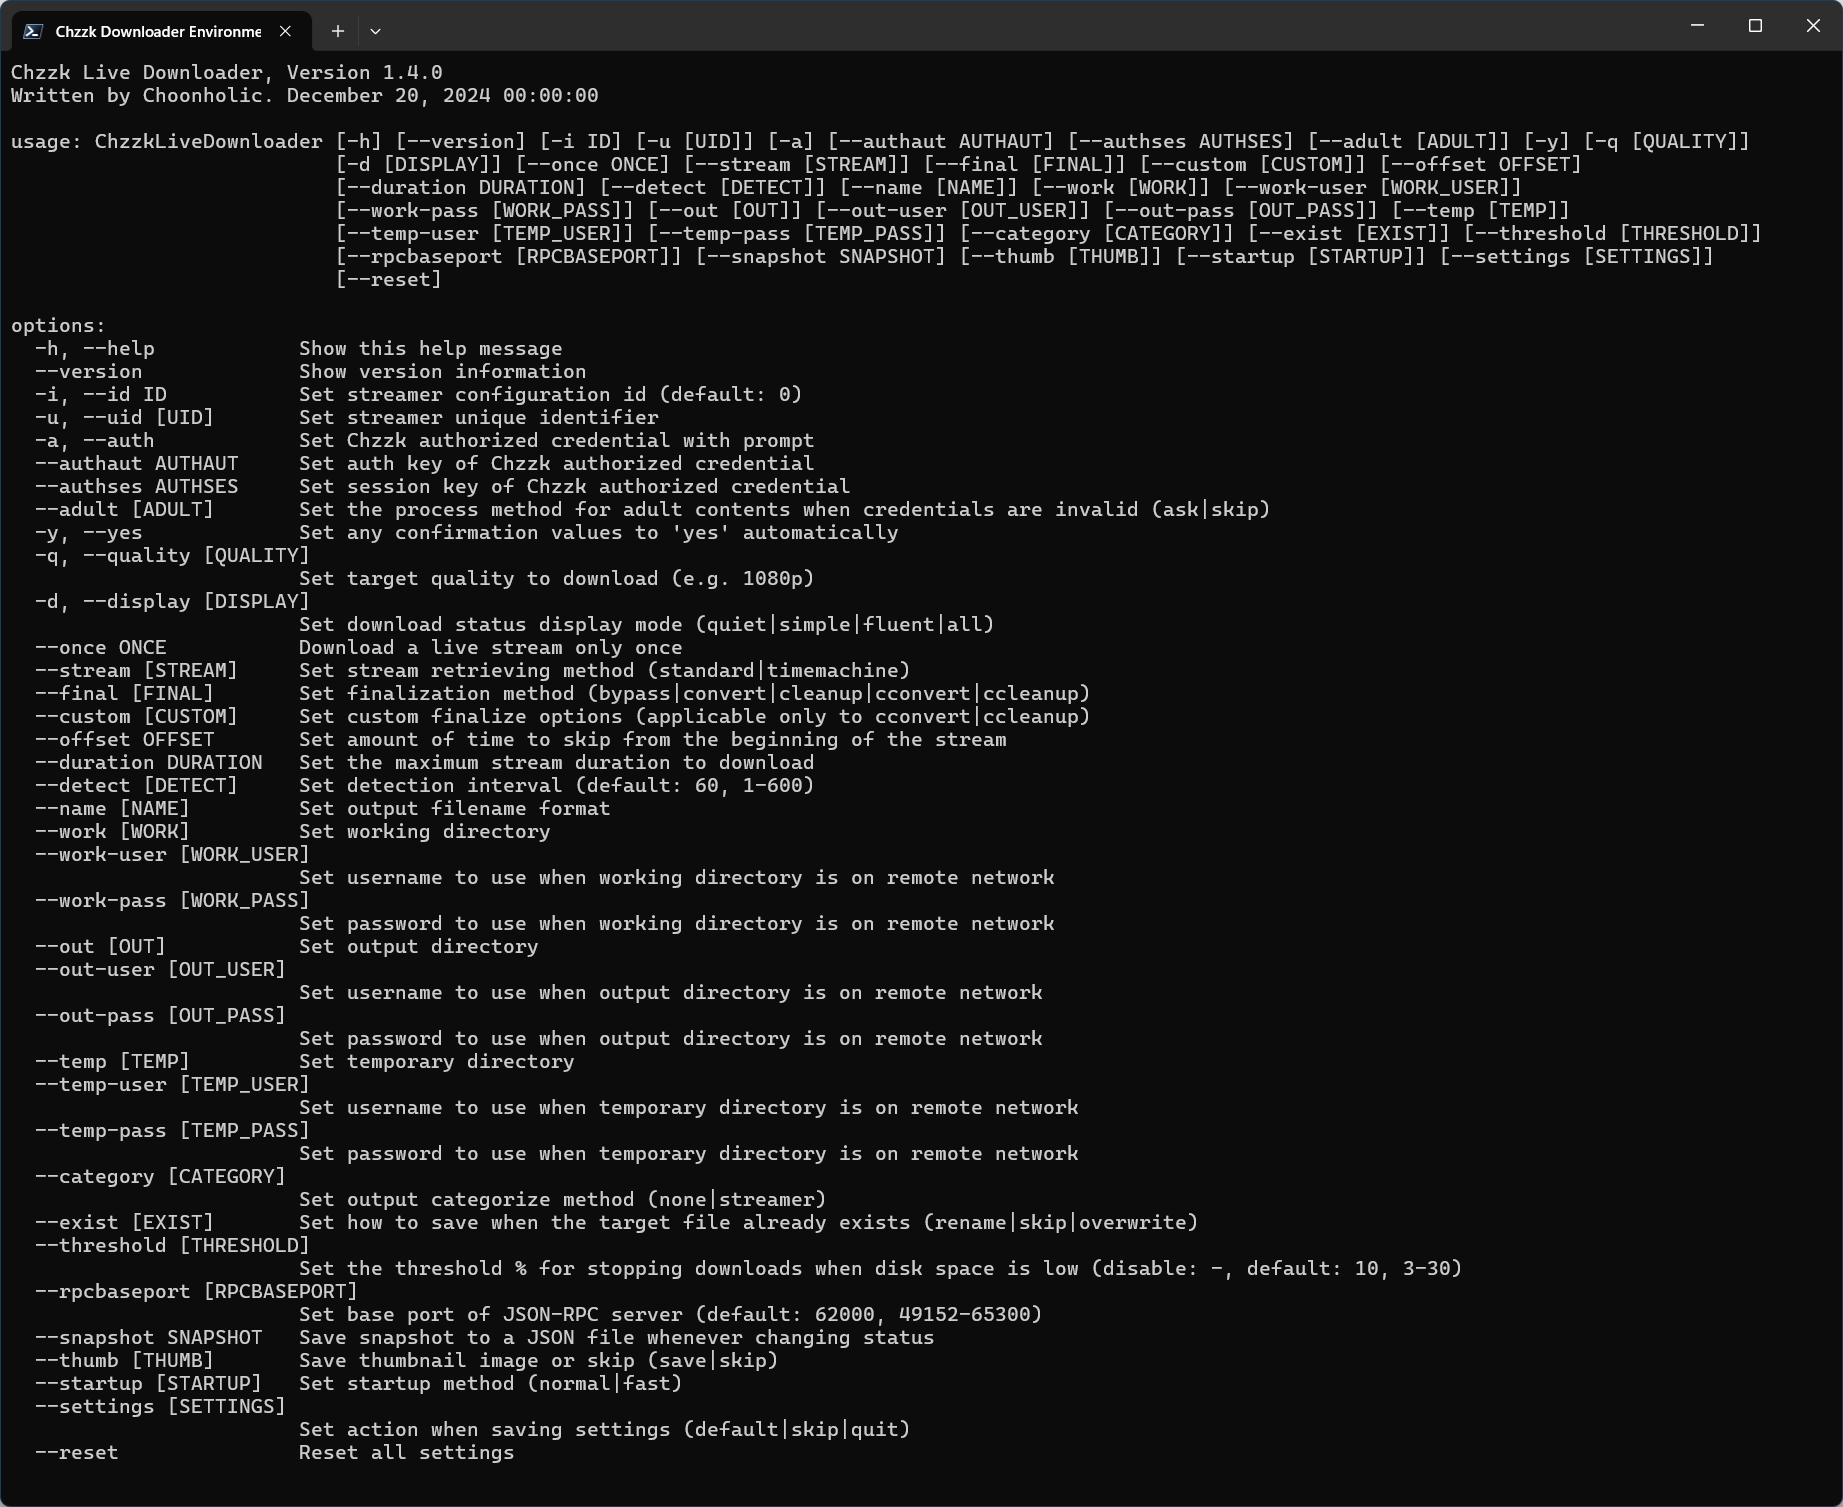 Chzzk Downloader Environme
Chzzk Live Downloader, Version 1.4.0
Written by Choonholic. December 20, 2024 00:00:00
usage: ChzzkLiveDownloader [-h] [--version] [-i ID] [-u [UID]] [-a] [--authaut AUTHAUT] [--authses AUTHSES] [--adult [ADULT]] [-y] [-q [QUALITY]]
[-d [DISPLAY]] [--once ONCE] [--stream [STREAM]] [--final [FINAL]] [--custom [CUSTOM]] [--offset OFFSET]
[--duration DURATION] [--detect [DETECT]] [--name [NAME]] [--work [WORK]] [--work-user [WORK_USER]]
[--work-pass [WORK_PASS]] [--out [OUT]] [--out-user [OUT_USER]] [--out-pass [OUT_PASS]] [--temp [TEMP]]
[--temp-user [TEMP_USER]] [--temp-pass [TEMP_PASS]] [--category [CATEGORY]] [--exist [EXIST]] [--threshold [THRESHOLD]]
[--rpcbaseport [RPCBASEPORT]] [--snapshot SNAPSHOT] [--thumb [THUMB]] [--startup [STARTUP]] [--settings [SETTINGS]]
[--reset]
options:
-h, --help Show this help message
--version Show version information
-i, --id ID Set streamer configuration id (default: 0)
-u, --uid [UID] Set streamer unique identifier
-a, --auth Set Chzzk authorized credential with prompt
--authaut AUTHAUT Set auth key of Chzzk authorized credential
--authses AUTHSES Set session key of Chzzk authorized credential
--adult [ADULT] Set the process method for adult contents when credentials are invalid (ask|skip)
-y, --yes Set any confirmation values to 'yes' automatically
-q, --quality [QUALITY]
Set target quality to download (e.g. 1080p)
-d, --display [DISPLAY]
Set download status display mode (quiet|simple|fluent|all)
--once ONCE Download a live stream only once
--stream [STREAM] Set stream retrieving method (standard|timemachine)
--final [FINAL] Set finalization method (bypass|convert|cleanup|cconvert|ccleanup)
--custom [CUSTOM] Set custom finalize options (applicable only to cconvert|ccleanup)
--offset OFFSET Set amount of time to skip from the beginning of the stream
--duration DURATION Set the maximum stream duration to download
--detect [DETECT] Set detection interval (default: 60, 1-600)
--name [NAME] Set output filename format
--work [WORK] Set working directory
--work-user [WORK_USER]
Set username to use when working directory is on remote network
--work-pass [WORK_PASS]
Set password to use when working directory is on remote network
--out [OUT] Set output directory
--out-user [OUT_USER]
Set username to use when output directory is on remote network
--out-pass [OUT_PASS]
Set password to use when output directory is on remote network
--temp [TEMP] Set temporary directory
--temp-user [TEMP_USER]
Set username to use when temporary directory is on remote network
--temp-pass [TEMP_PASS]
Set password to use when temporary directory is on remote network
--category [CATEGORY]
Set output categorize method (none|streamer)
--exist [EXIST] Set how to save when the target file already exists (rename|skip|overwrite)
--threshold [THRESHOLD]
Set the threshold % for stopping downloads when disk space is low (disable: -, default: 10, 3-30)
--rpcbaseport [RPCBASEPORT]
Set base port of JSON-RPC server (default: 62000, 49152-65300)
--snapshot SNAPSHOT Save snapshot to a JSON file whenever changing status
--thumb [THUMB] Save thumbnail image or skip (save|skip)
--startup [STARTUP] Set startup method (normal|fast)
--settings [SETTINGS]
Set action when saving settings (default|skip|quit)
--reset Reset all settings